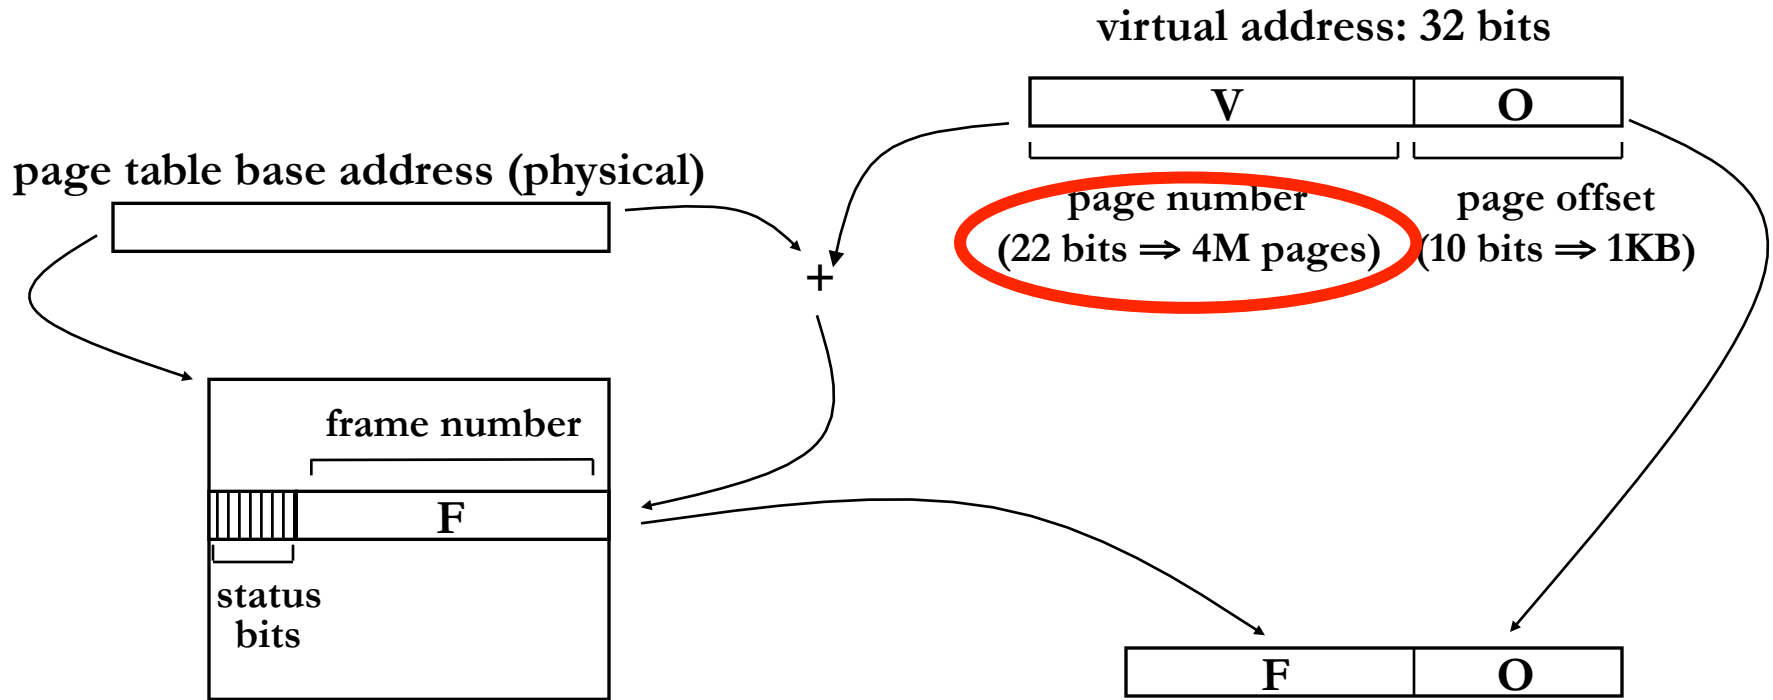 virtual address: 32 bits
V O
page table base address (physical)
page number
(22 bits ⇒ 4M pages)
page offset
(10 bits ⇒ 1KB)
+
frame number
F
status
bits
F O